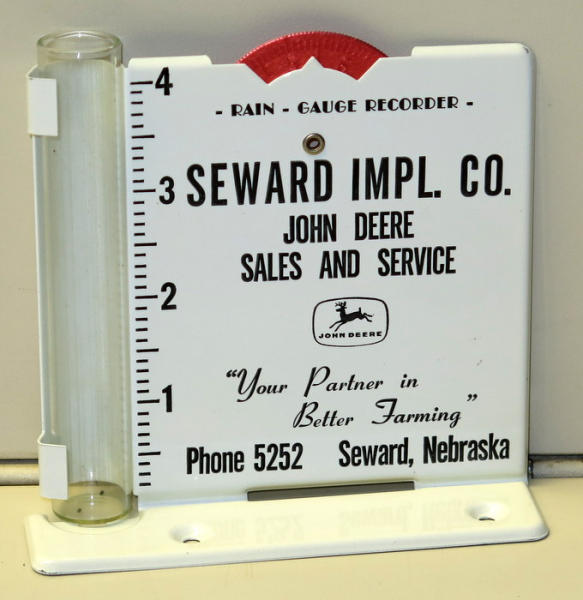 4
- RAIN - GAUGE RECORDER -
3
SEWARD IMPL. CO.
JOHN DEERE
SALES AND SERVICE
2
JOHN DEERE
1
“Your Partner in
Better Farming”
Phone 5252 Seward, Nebraska